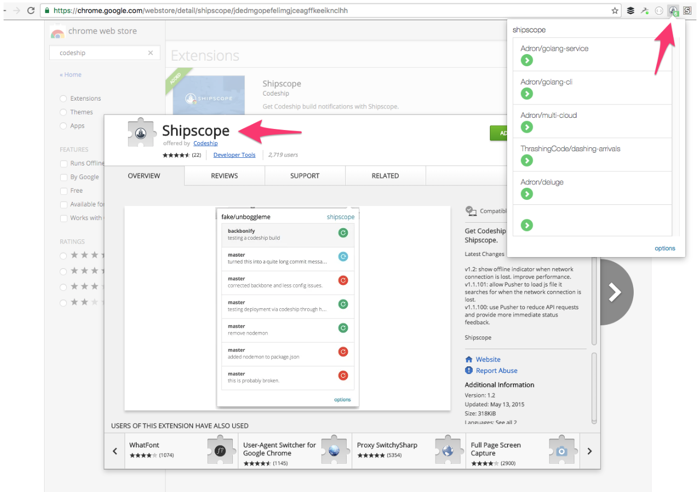 https://chrome.google.com/webstore/detail/shipscope/jdedmgopefelimgjceagffkeeiknclhh
chrome web store
codeship
« Home
Extensions
Themes
Apps
FEATURES
Runs Offline
By Google
Free
Available for
Works with
RATINGS
Extensions
Shipscope
Codeship
Get Codeship build notifications with Shipscope.
Shipscope
offered by Codeship
(22)
Developer Tools
2,719 users
OVERVIEW
REVIEWS
SUPPORT
RELATED
fake/unboggleme
shipscope
backbonify
testing a codeship build
master
turned this into a quite long commit messa...
master
corrected backbone and less config issues.
master
testing deployment via codeship through h...
master
remove nodemon
master
added nodemon to package.json
master
this is probably broken
options
Compatible
Get Codeship
Shipscope.
Latest Changes
v1.2: show offline indicator when network
connection is lost. improve performance.
v1.1.101: allow Pusher to load js file it
searches for when the network connection is
lost.
v1.1.100: use Pusher to reduce API requests
and provide more immediate status
feedback.
Shipscope
Website
Report Abuse
Additional Information
Version: 1.2
Updated: May 13, 2015
Size: 318KiB
Languages: See all 2
USERS OF THIS EXTENSION HAVE ALSO USED
WhatFont
(1074)
User-Agent Switcher for
Google Chrome
(1145)
Proxy SwitchySharp
(5354)
Full Page Screen
Capture
(2900)
shipscope
Adron/golang-service
Adron/golang-cli
Adron/multi-cloud
ThrashingCode/dashing-arrivals
Adron/deluge
options